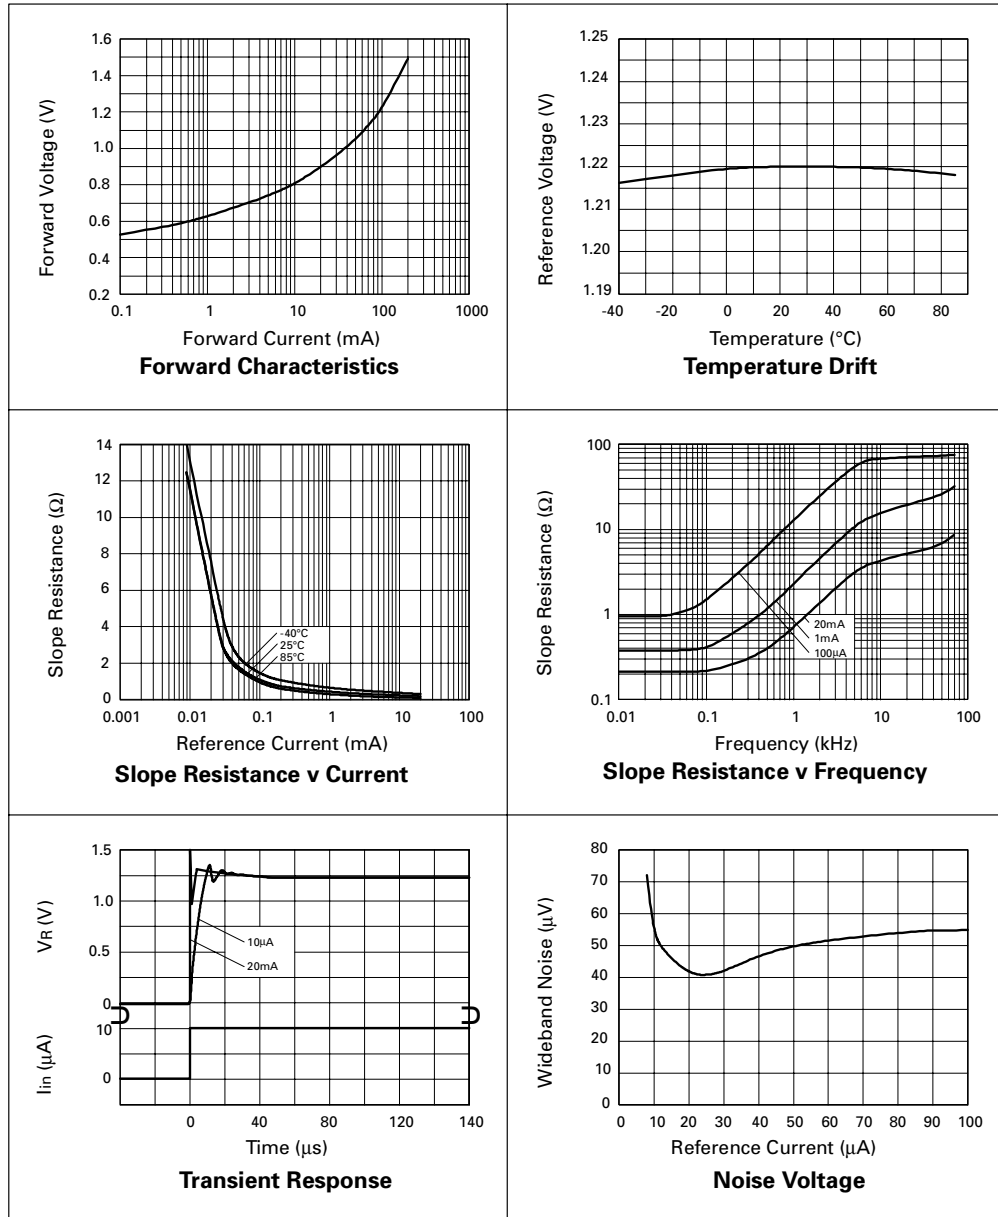 1.6
1.4
1.2
1.0
0.8
0.6
0.4
0.2
Forward Voltage (V)
0.1 1 10 100 1000
Forward Current (mA)
Forward Characteristics
1.25
1.24
1.23
1.22
1.21
1.20
1.19
Reference Voltage (V)
-40 -20 0 20 40 60 80
Temperature (°C)
Temperature Drift
14
12
10
8
6
4
2
0
Slope Resistance (Ω)
-40°C
25°C
85°C
0.001 0.01 0.1 1 10 100
Reference Current (mA)
Slope Resistance v Current
100
10
1
0.1
Slope Resistance (Ω)
20mA
1mA
100µA
0.01 0.1 1 10 100
Frequency (kHz)
Slope Resistance v Frequency
1.5
1.0
0.5
0
VR (V)
10µA
20mA
10
0
Iin (µA)
0 40 80 120 140
Time (µs)
Transient Response
80
70
60
50
40
30
20
10
0
Wideband Noise (µV)
0 10 20 30 40 50 60 70 80 90 100
Reference Current (µA)
Noise Voltage